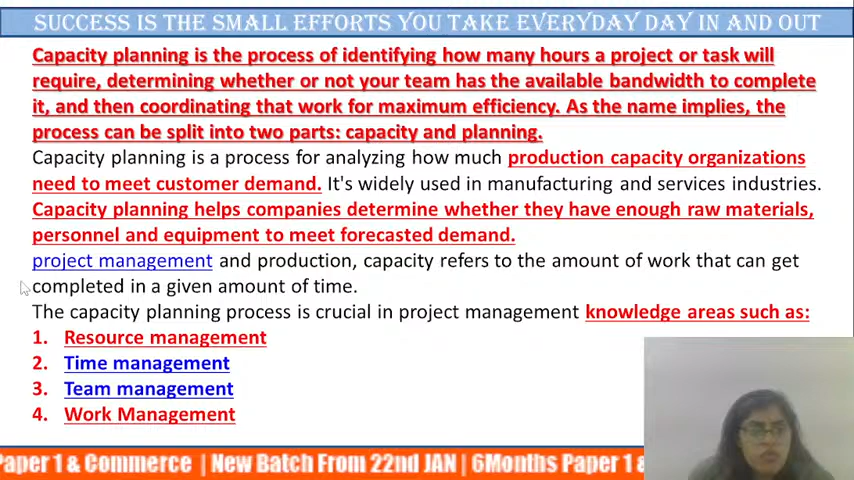 SUCCESS IS THE SMALL EFFORTS YOU TAKE EVERYDAY DAY IN AND OUT
Capacity planning is the process of identifying how many hours a project or task will
require, determining whether or not your team has the available bandwidth to complete
it, and then coordinating that work for maximum efficiency. As the name implies, the
process can be split into two parts: capacity and planning.
Capacity planning is a process for analyzing how much production capacity organizations
need to meet customer demand. It's widely used in manufacturing and services industries.
Capacity planning helps companies determine whether they have enough raw materials,
personnel and equipment to meet forecasted demand.
project management and production, capacity refers to the amount of work that can get
completed in a given amount of time.
The capacity planning process is crucial in project management knowledge areas such as:
1. Resource management
2. Time management
3. Team management
4. Work Management
Paper 1 & Commerce | New Batch From 22nd JAN | 6Months Paper 1 &